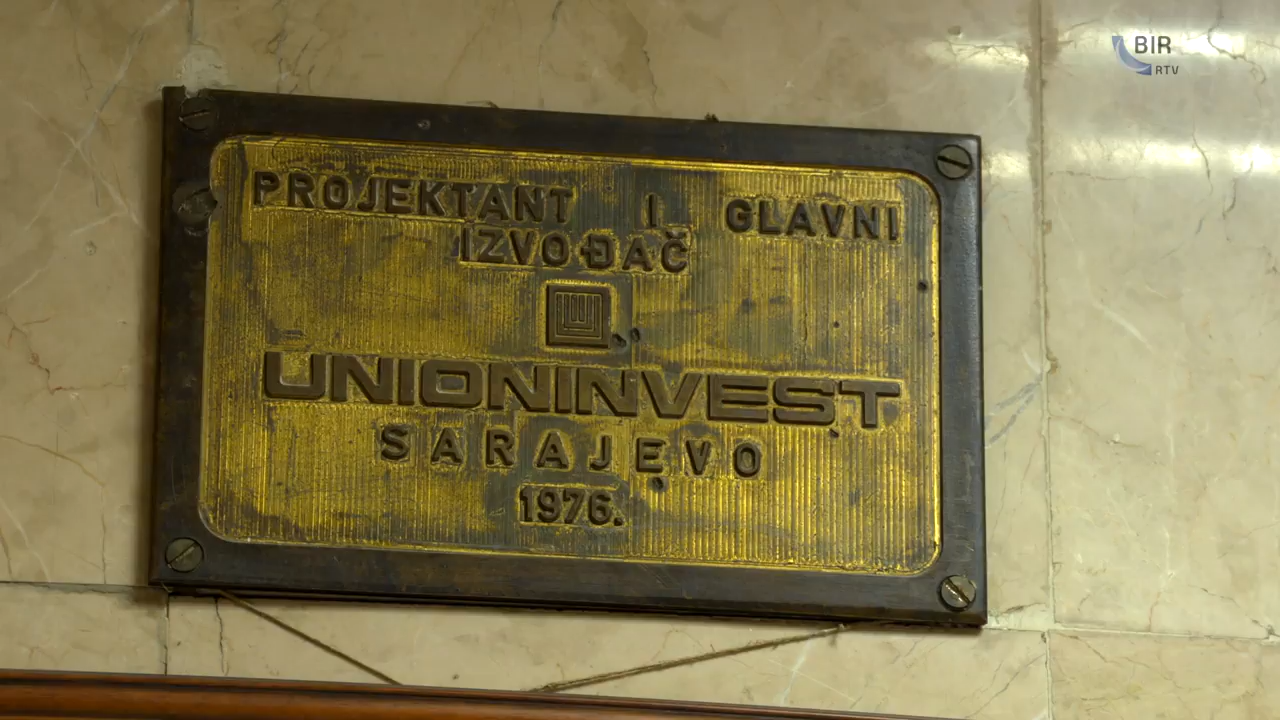 BIR
RTV
PROJEKTANT I GLAVNI
IZVOĐAČ
UNIONINVEST
SARAJEVO
1976.